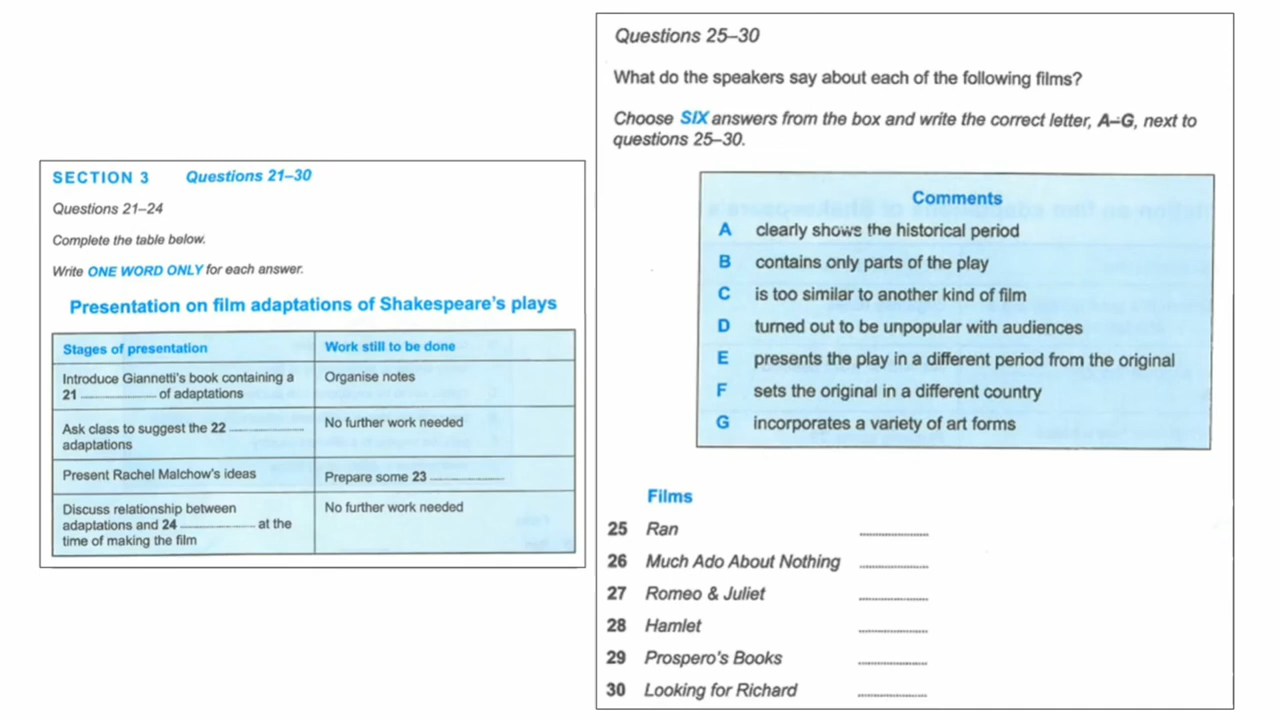 SECTION 3 Questions 21–30
Questions 21–24
Complete the table below.
Write ONE WORD ONLY for each answer.
Presentation on film adaptations of Shakespeare's plays
Stages of presentation Work still to be done
Introduce Giannetti's book containing a Organise notes
21 .................. of adaptations
Ask class to suggest the 22 .................. No further work needed
adaptations
Present Rachel Malchow's ideas Prepare some 23 ..................
Discuss relationship between No further work needed
adaptations and 24 .................. at the
time of making the film
Questions 25–30
What do the speakers say about each of the following films?
Choose SIX answers from the box and write the correct letter, A–G, next to
questions 25–30.
Comments
A clearly shows the historical period
B contains only parts of the play
C is too similar to another kind of film
D turned out to be unpopular with audiences
E presents the play in a different period from the original
F sets the original in a different country
G incorporates a variety of art forms
Films
25 Ran ..................
26 Much Ado About Nothing ..................
27 Romeo & Juliet ..................
28 Hamlet ..................
29 Prospero's Books ..................
30 Looking for Richard ..................